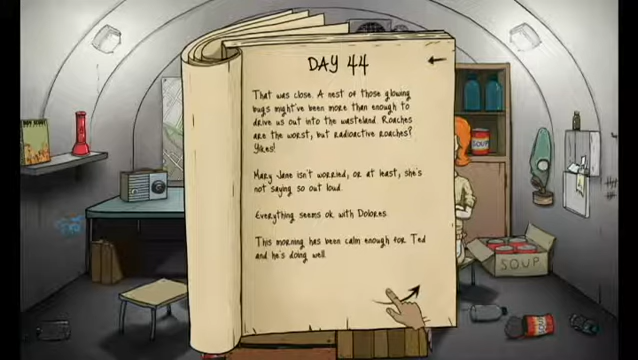 DAY 44
That was close. A nest of those glowing
bugs might've been more than enough to
drive us out into the wasteland. Roaches
are the worst, but radioactive roaches?
Yikes!
Mary Jane isn't worried, or at least, she's
not saying so out loud.
Everything seems ok with Dolores.
This morning has been calm enough for Ted
and he's doing well.
SOUP
SOUP